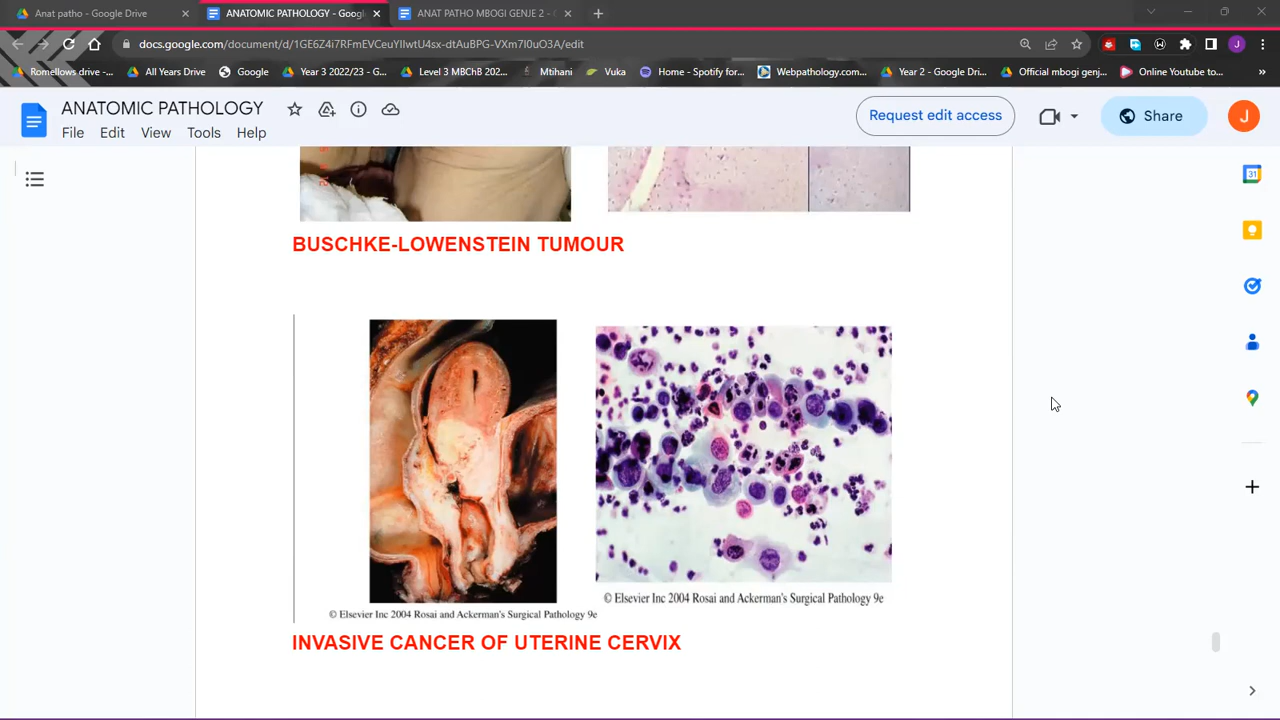 Anat patho - Google Drive
ANATOMIC PATHOLOGY - Googl
ANAT PATHO MBOGI GENJE 2 -
docs.google.com/document/d/1GE6Z4i7RFmEVCeuYIIwtU4sx-dtAuBPG-VXm7I0uO3A/edit
Romellows drive -...
All Years Drive
Google
Year 3 2022/23 - G...
Level 3 MBChB 202...
Mtihani
Vuka
Home - Spotify for...
Webpathology.com...
Year 2 - Google Dri...
Official mbogi genj...
Online Youtube to...
ANATOMIC PATHOLOGY
File Edit View Tools Help
Request edit access
Share
J
BUSCHKE-LOWENSTEIN TUMOUR
© Elsevier Inc 2004 Rosai and Ackerman's Surgical Pathology 9e
© Elsevier Inc 2004 Rosai and Ackerman's Surgical Pathology 9e
INVASIVE CANCER OF UTERINE CERVIX